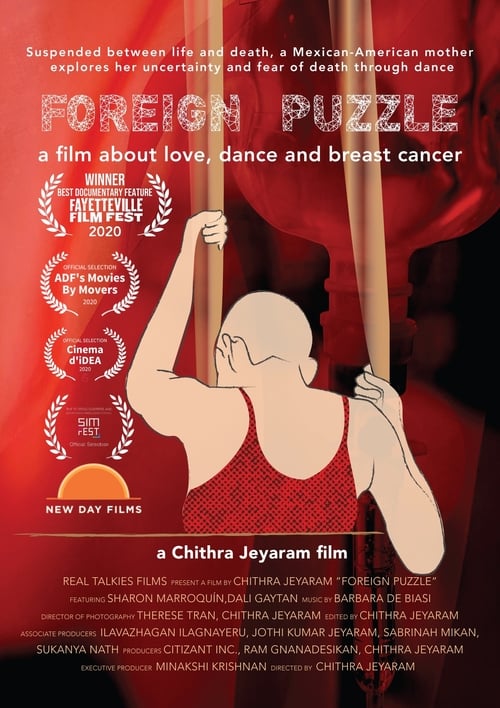 Suspended between life and death, a Mexican-American mother
explores her uncertainty and fear of death through dance
FOREIGN PUZZLE
a film about love, dance and breast cancer
WINNER
BEST DOCUMENTARY FEATURE
FAYETTEVILLE
FILM FEST
2020
OFFICIAL SELECTION
ADF's Movies
By Movers
2020
OFFICIAL SELECTION
Cinema
d'iDEA
2020
SiM
fEST
Official Selection
NEW DAY FILMS
a Chithra Jeyaram film
REAL TALKIES FILMS PRESENT A FILM BY CHITHRA JEYARAM "FOREIGN PUZZLE"
FEATURING SHARON MARROQUÍN,DALI GAYTAN MUSIC BY BARBARA DE BIASI
DIRECTOR OF PHOTOGRAPHY THERESE TRAN, CHITHRA JEYARAM EDITED BY CHITHRA JEYARAM
ASSOCIATE PRODUCERS ILAVAZHAGAN ILAGNAYERU, JOTHI KUMAR JEYARAM, SABRINAH MIKAN,
SUKANYA NATH PRODUCERS CITIZANT INC., RAM GNANADESIKAN, CHITHRA JEYARAM
EXECUTIVE PRODUCER MINAKSHI KRISHNAN DIRECTED BY CHITHRA JEYARAM